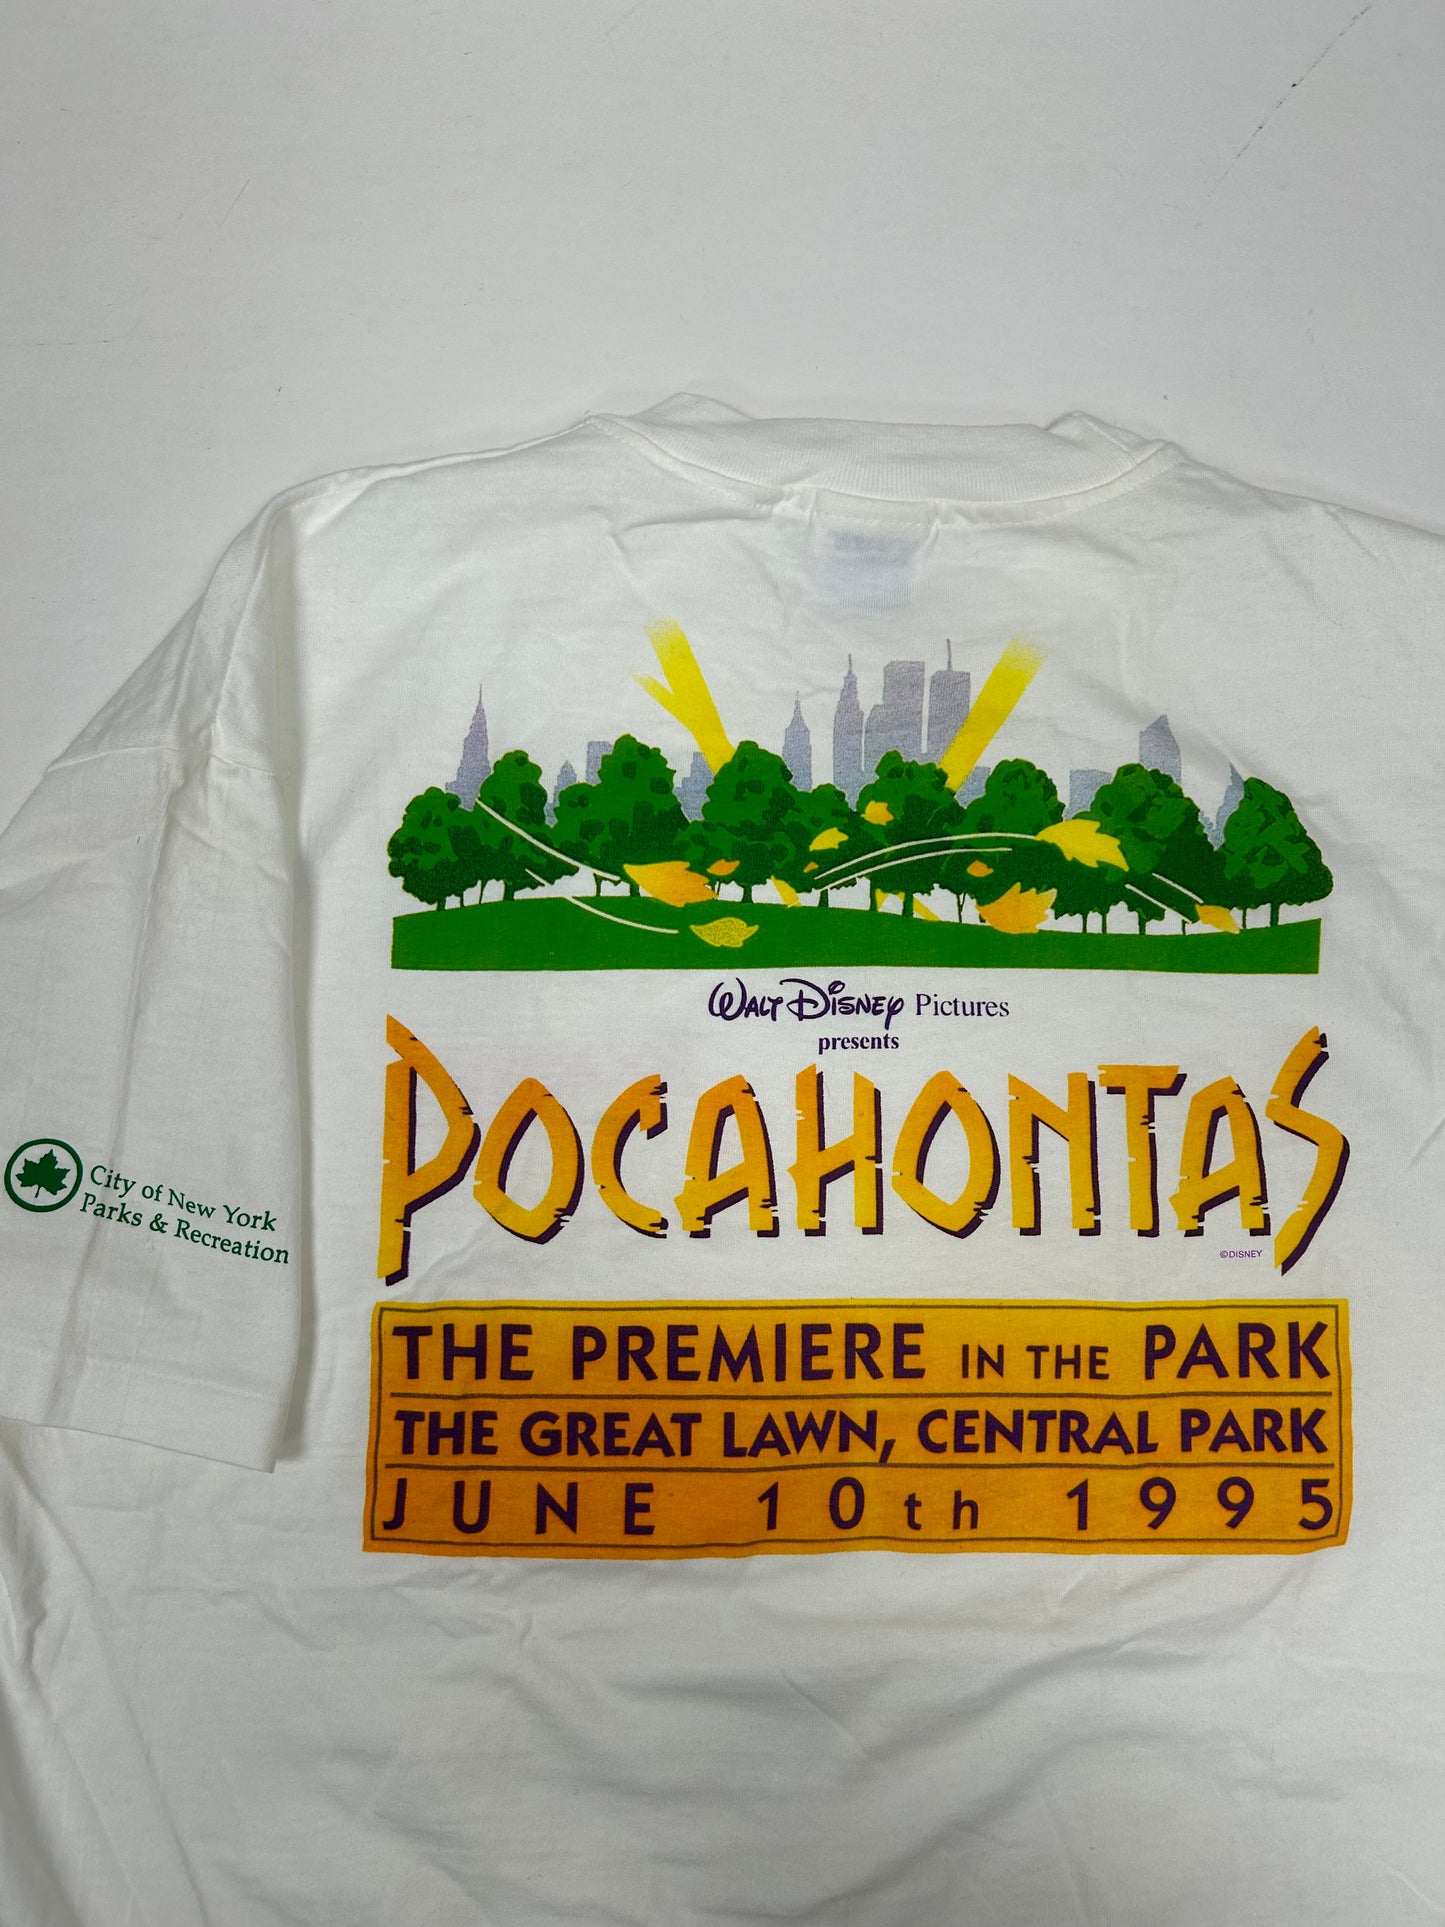 Walt Disney Pictures
presents
POCAHONTAS
©DISNEY
City of New York
Parks & Recreation
THE PREMIERE IN THE PARK
THE GREAT LAWN, CENTRAL PARK
JUNE 10th 1995